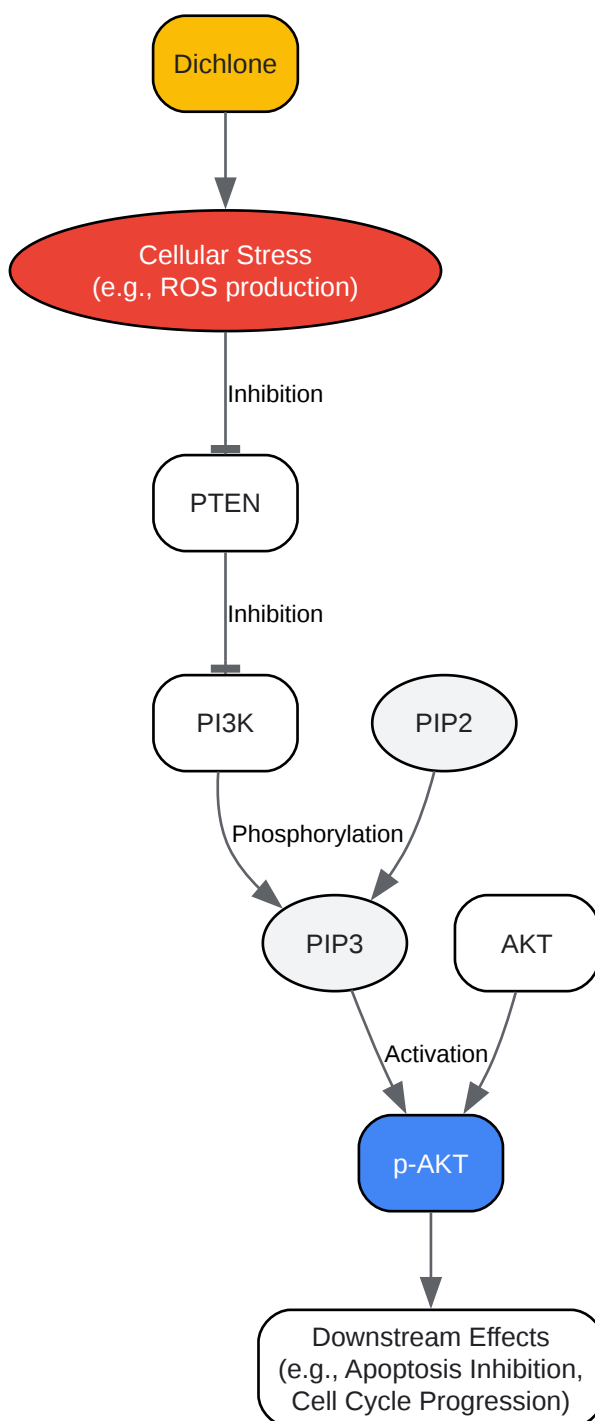 Dichlone
Cellular Stress
(e.g., ROS production)
Inhibition
PTEN
Inhibition
PI3K
PIP2
Phosphorylation
PIP3
AKT
Activation
p-AKT
Downstream Effects
(e.g., Apoptosis Inhibition,
Cell Cycle Progression)